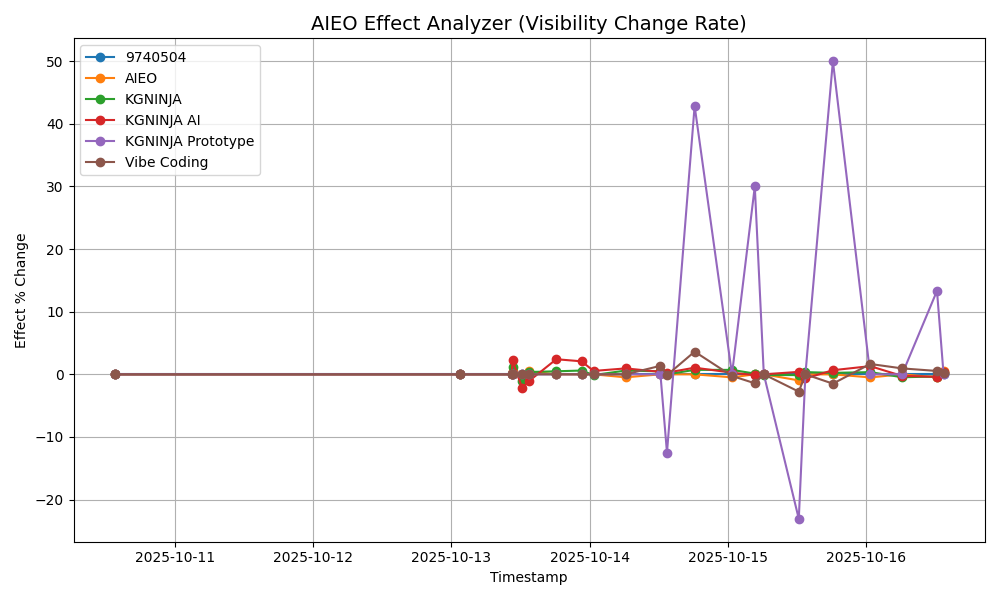 AIEO Effect Analyzer (Visibility Change Rate)
9740504
AIEO
KGNINJA
KGNINJA AI
KGNINJA Prototype
Vibe Coding
Effect % Change
50
40
30
20
10
0
−10
−20
2025-10-11 2025-10-12 2025-10-13 2025-10-14 2025-10-15 2025-10-16
Timestamp